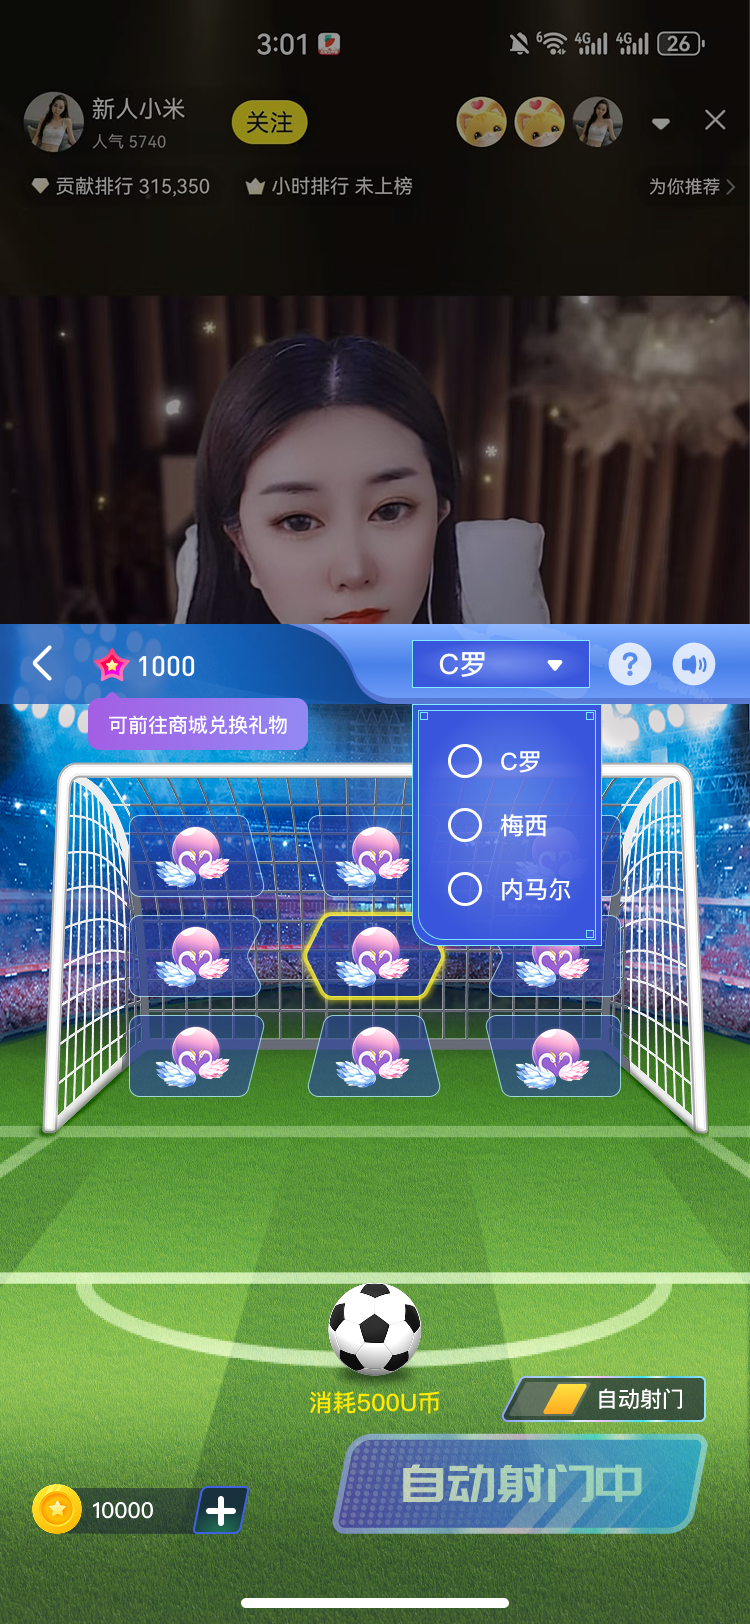 3:01
6
4G
4G
26
新人小米
人气 5740
关注
贡献排行 315,350
小时排行 未上榜
为你推荐
1000
C罗
?
可前往商城兑换礼物
C罗
梅西
内马尔
消耗500U币
自动射门
自动射门中
10000